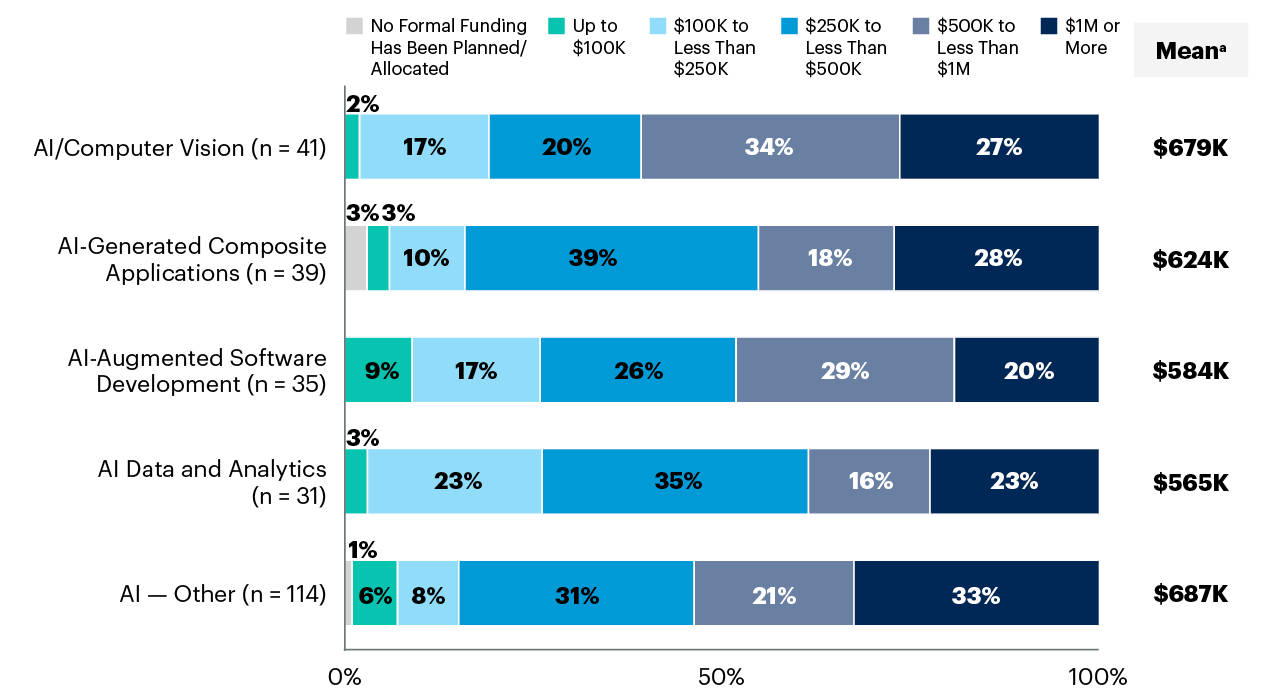 No Formal Funding
Has Been Planned/
Allocated
Up to
$100K
$100K to
Less Than
$250K
$250K to
Less Than
$500K
$500K to
Less Than
$1M
$1M or
More
Meanᵃ
2%
AI/Computer Vision (n = 41)
17%
20%
34%
27%
$679K
3%
3%
AI-Generated Composite
Applications (n = 39)
10%
39%
18%
28%
$624K
AI-Augmented Software
Development (n = 35)
9%
17%
26%
29%
20%
$584K
3%
AI Data and Analytics
(n = 31)
23%
35%
16%
23%
$565K
1%
AI — Other (n = 114)
6%
8%
31%
21%
33%
$687K
0%
50%
100%